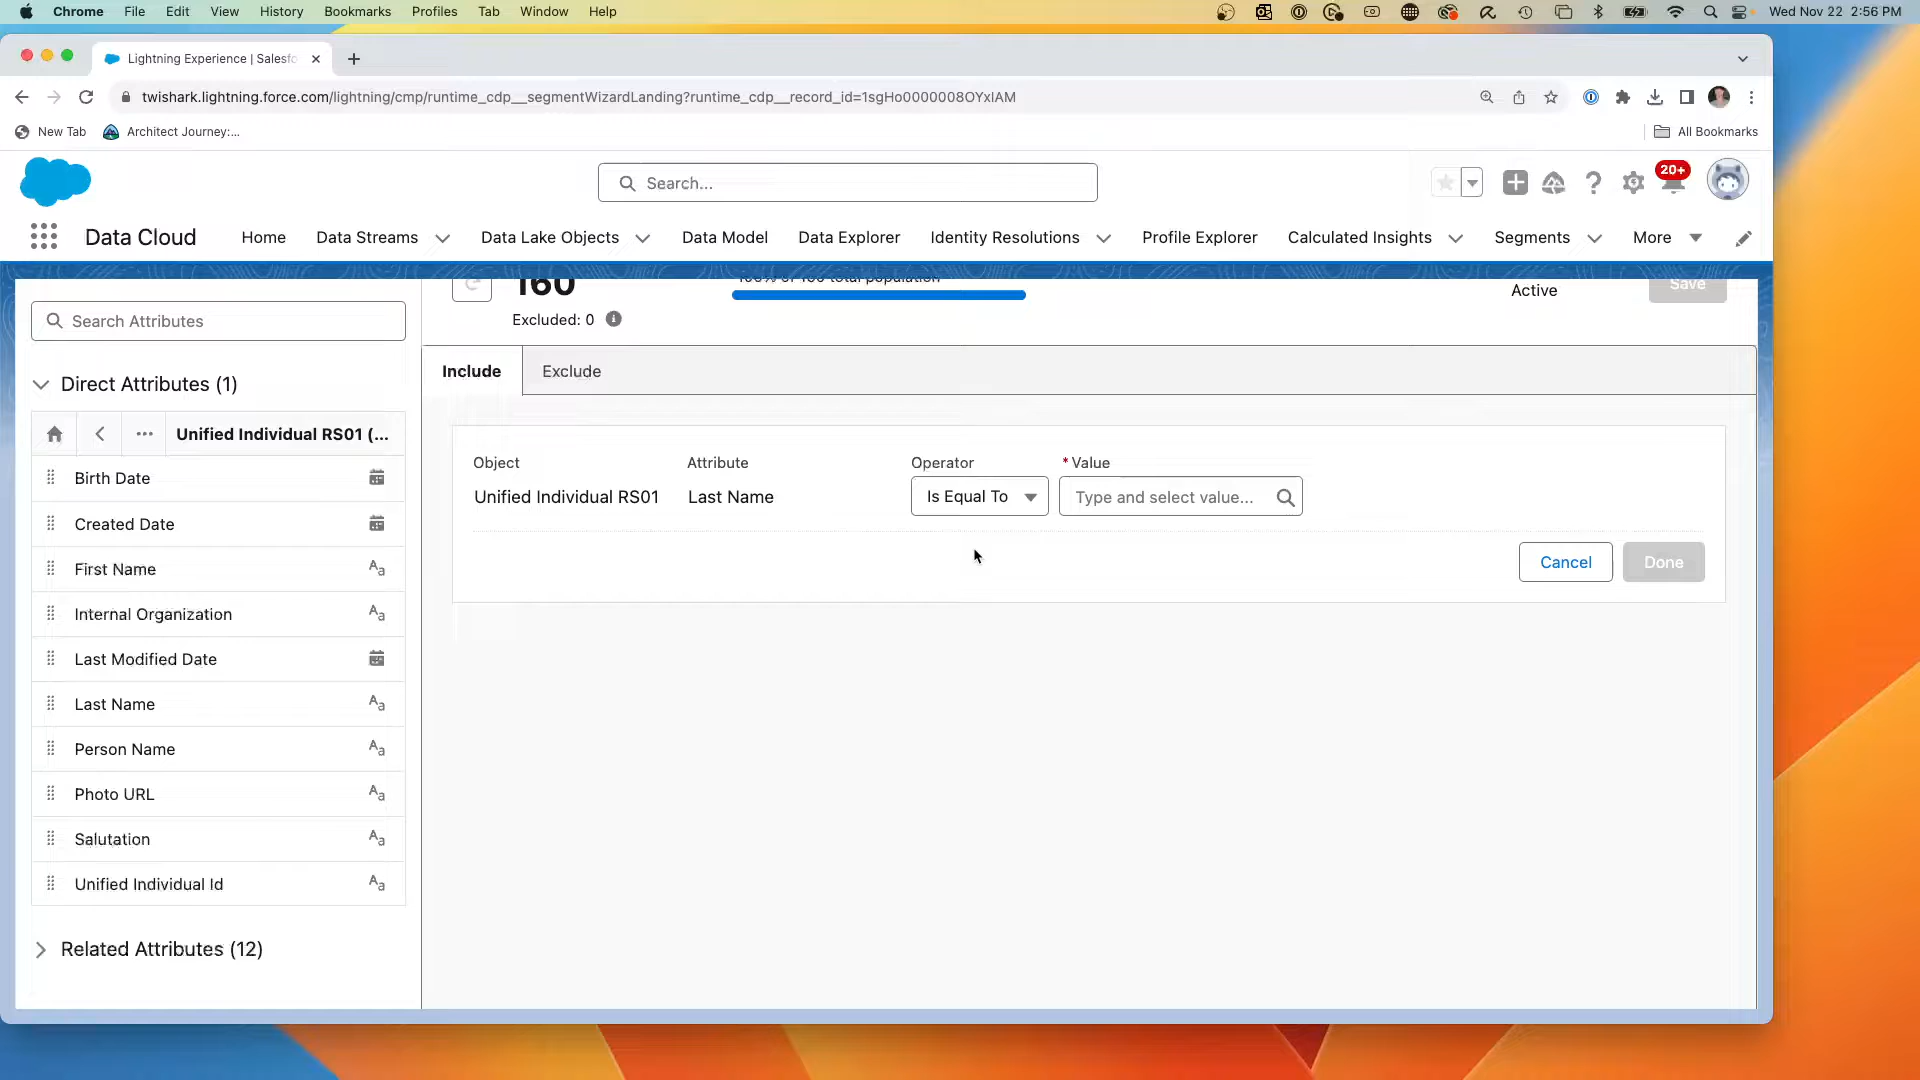 Chrome File Edit View History Bookmarks Profiles Tab Window Help Wed Nov 22 2:56 PM
Lightning Experience | Salesfo
twishark.lightning.force.com/lightning/cmp/runtime_cdp__segmentWizardLanding?runtime_cdp__record_id=1sgHo0000008OYxIAM
New Tab Architect Journey:... All Bookmarks
Search... 20+
Data Cloud Home Data Streams Data Lake Objects Data Model Data Explorer Identity Resolutions Profile Explorer Calculated Insights Segments More
160 100% of 160 total population Active Save
Excluded: 0
Search Attributes
Include Exclude
Direct Attributes (1)
Unified Individual RS01 (...
Birth Date
Created Date
First Name
Internal Organization
Last Modified Date
Last Name
Person Name
Photo URL
Salutation
Unified Individual Id
Related Attributes (12)
Object Attribute Operator * Value
Unified Individual RS01 Last Name Is Equal To Type and select value...
Cancel Done